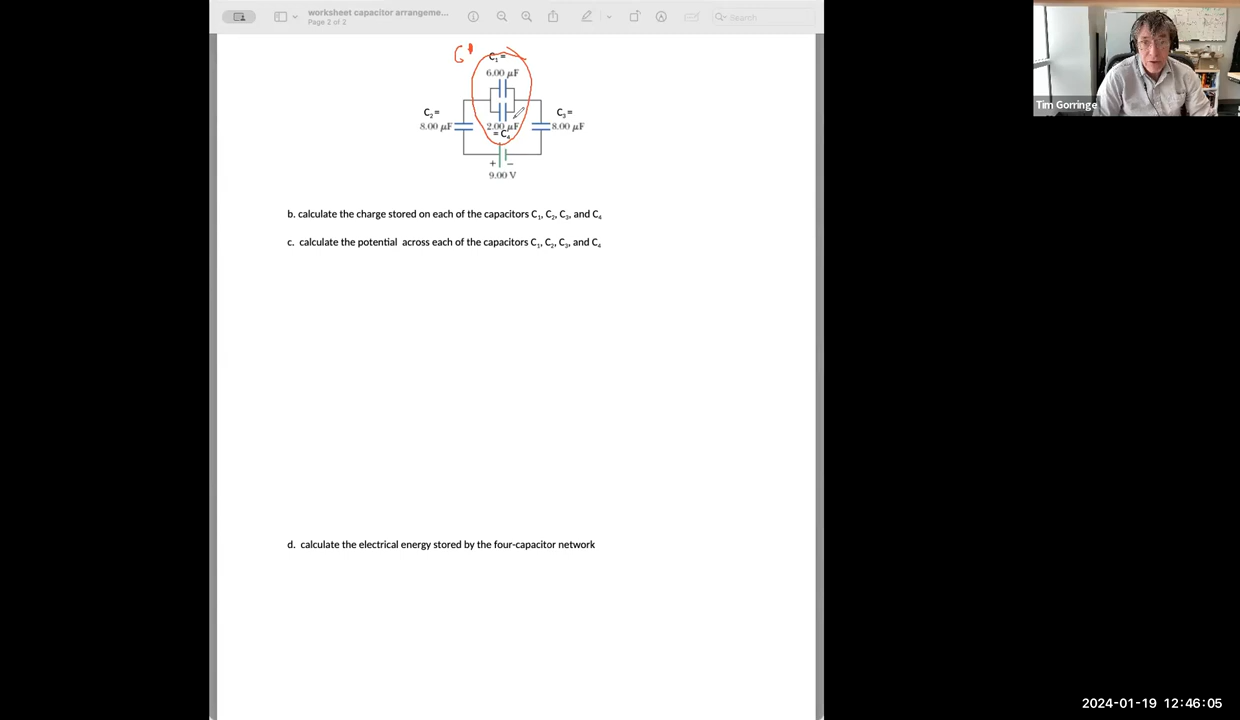 worksheet capacitor arrangeme...
Page 2 of 2
Search
C₁ =
6.00 μF
C₂ =
8.00 μF
2.00 μF
= C₄
C₃ =
8.00 μF
+ −
9.00 V
b. calculate the charge stored on each of the capacitors C₁, C₂, C₃, and C₄
c. calculate the potential across each of the capacitors C₁, C₂, C₃, and C₄
d. calculate the electrical energy stored by the four-capacitor network
Tim Gorringe
2024-01-19 12:46:05